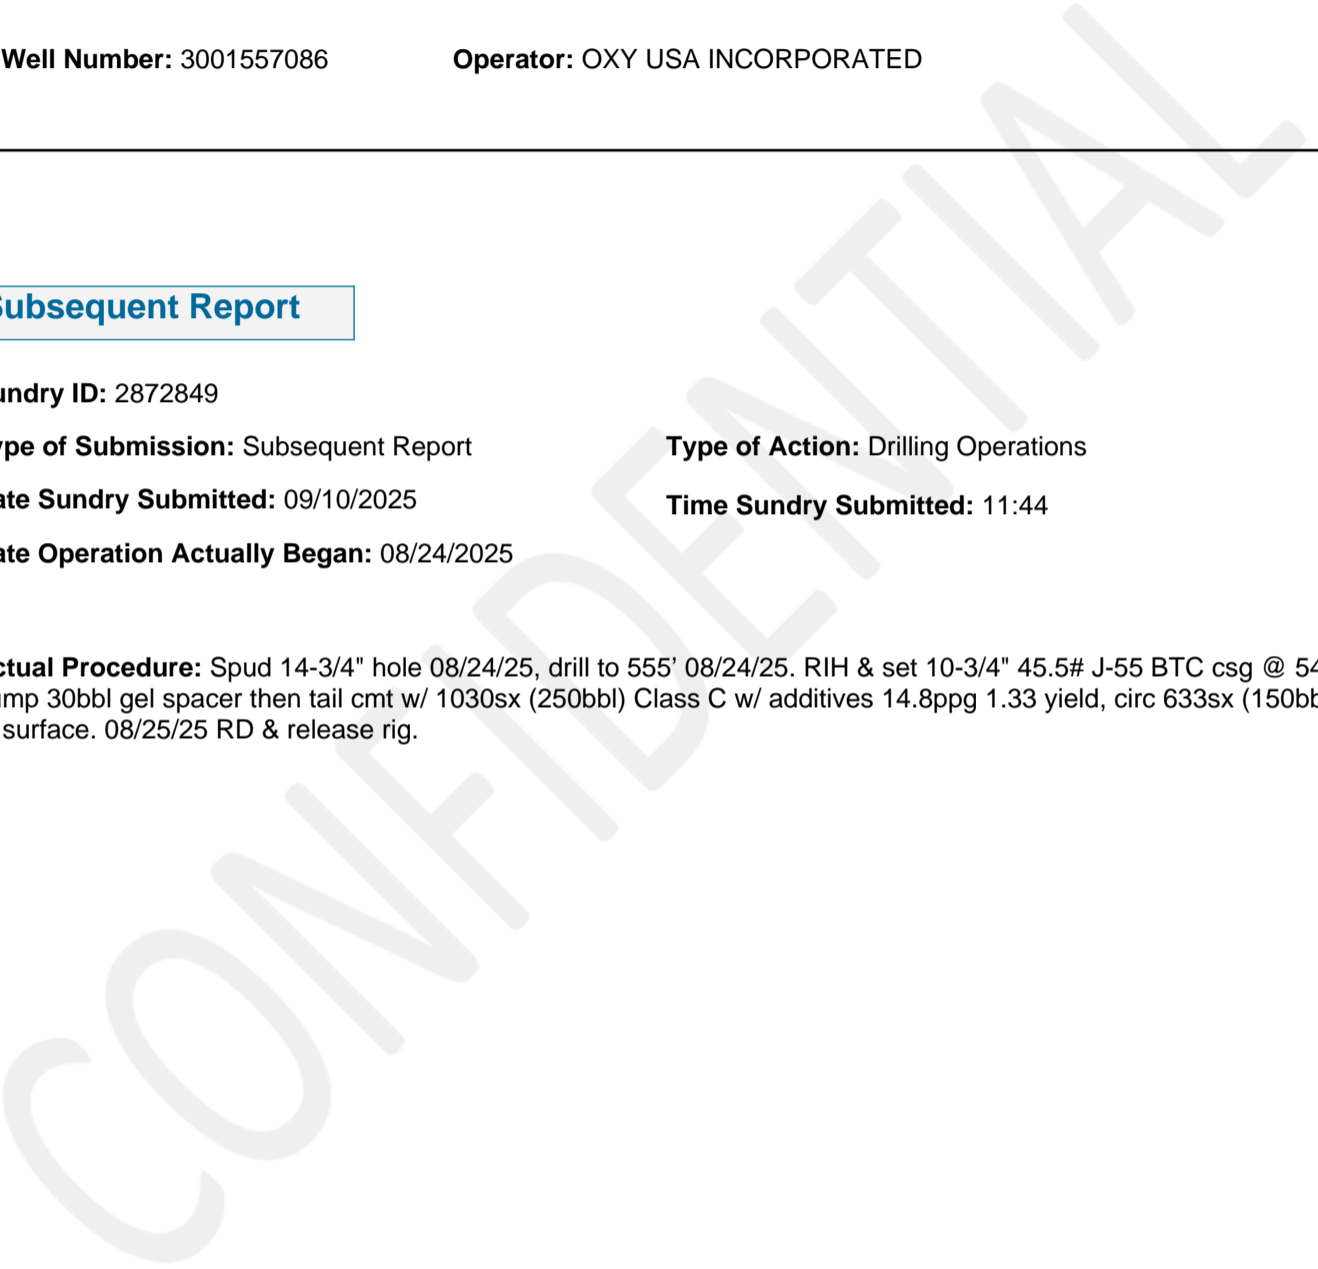 Well Number: 3001557086 Operator: OXY USA INCORPORATED
ubsequent Report
undry ID: 2872849
ype of Submission: Subsequent Report Type of Action: Drilling Operations
ate Sundry Submitted: 09/10/2025 Time Sundry Submitted: 11:44
ate Operation Actually Began: 08/24/2025
ctual Procedure: Spud 14-3/4" hole 08/24/25, drill to 555’ 08/24/25. RIH & set 10-3/4" 45.5# J-55 BTC csg @ 54
mp 30bbl gel spacer then tail cmt w/ 1030sx (250bbl) Class C w/ additives 14.8ppg 1.33 yield, circ 633sx (150bb
surface. 08/25/25 RD & release rig.
CONFIDENTIAL